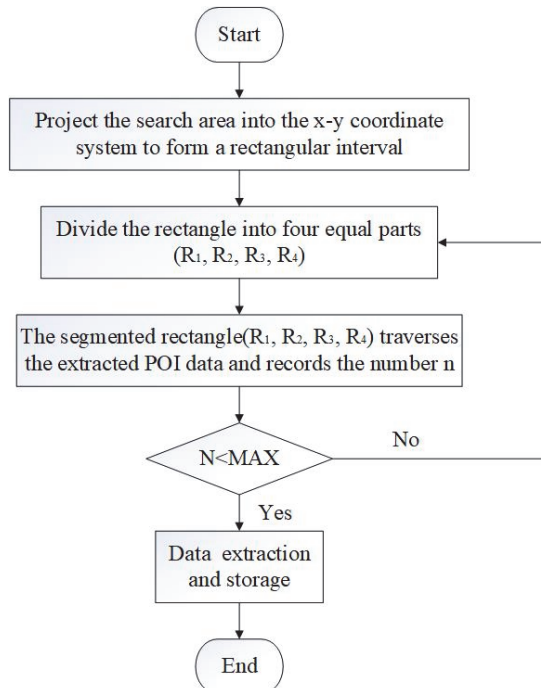 Start
Project the search area into the x-y coordinate
system to form a rectangular interval
Divide the rectangle into four equal parts
(R₁, R₂, R₃, R₄)
The segmented rectangle(R₁, R₂, R₃, R₄) traverses
the extracted POI data and records the number n
N<MAX
No
Yes
Data extraction
and storage
End